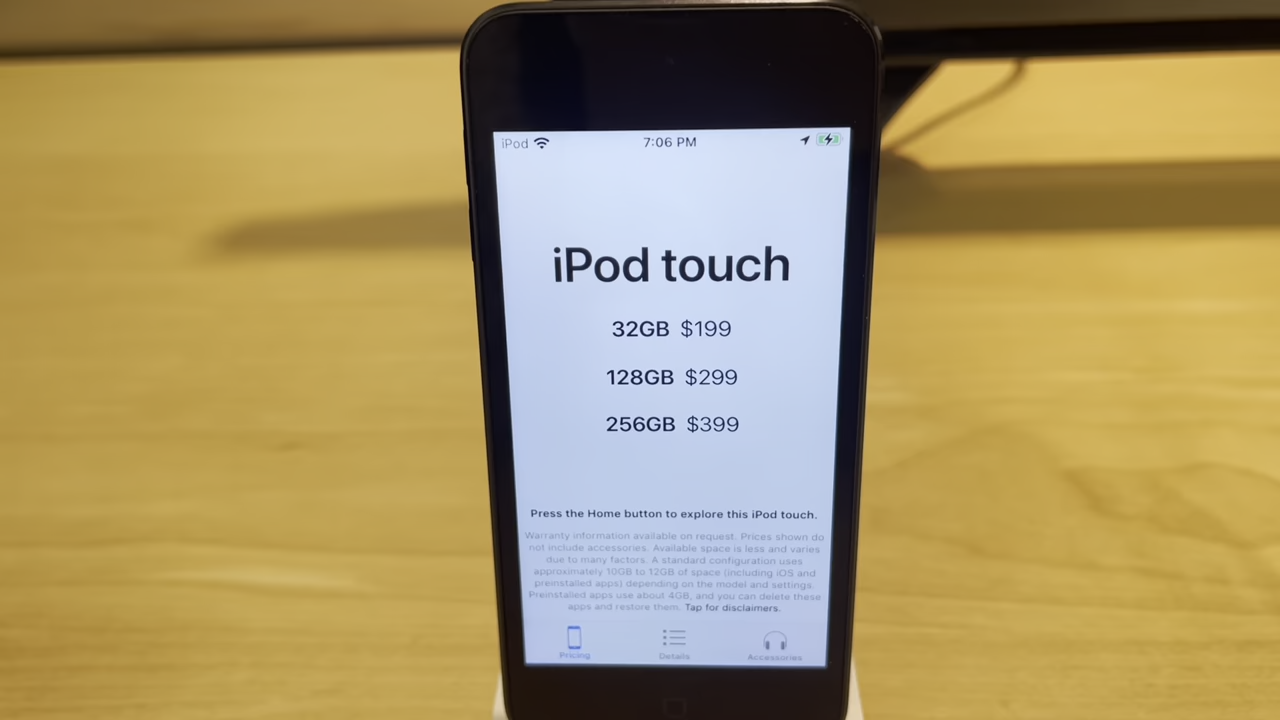 iPod 7:06 PM
iPod touch
32GB $199
128GB $299
256GB $399
Press the Home button to explore this iPod touch.
Warranty information available on request. Prices shown do
not include accessories. Available space is less and varies
due to many factors. A standard configuration uses
approximately 10GB to 12GB of space (including iOS and
preinstalled apps) depending on the model and settings.
Preinstalled apps use about 4GB, and you can delete these
apps and restore them. Tap for disclaimers.
Pricing Details Accessories